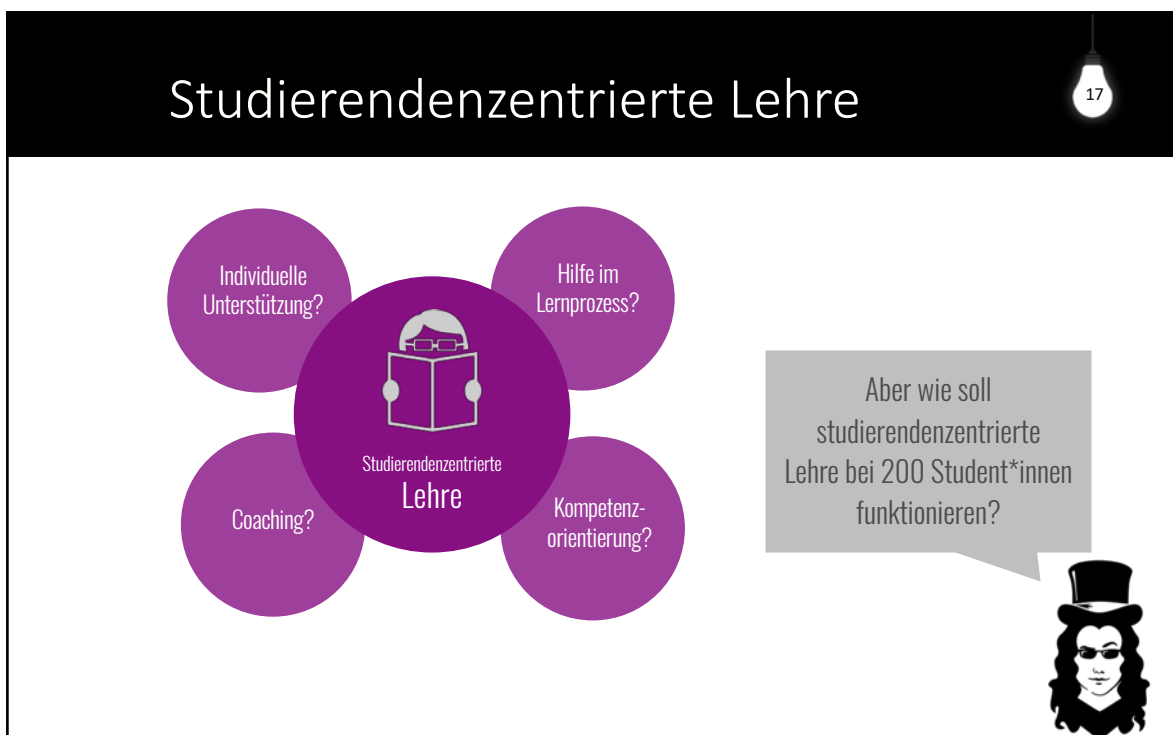 Studierendenzentrierte Lehre
17
Individuelle
Unterstützung?
Hilfe im
Lernprozess?
Studierendenzentrierte
Lehre
Coaching?
Kompetenz-
orientierung?
Aber wie soll
studierendenzentrierte
Lehre bei 200 Student*innen
funktionieren?